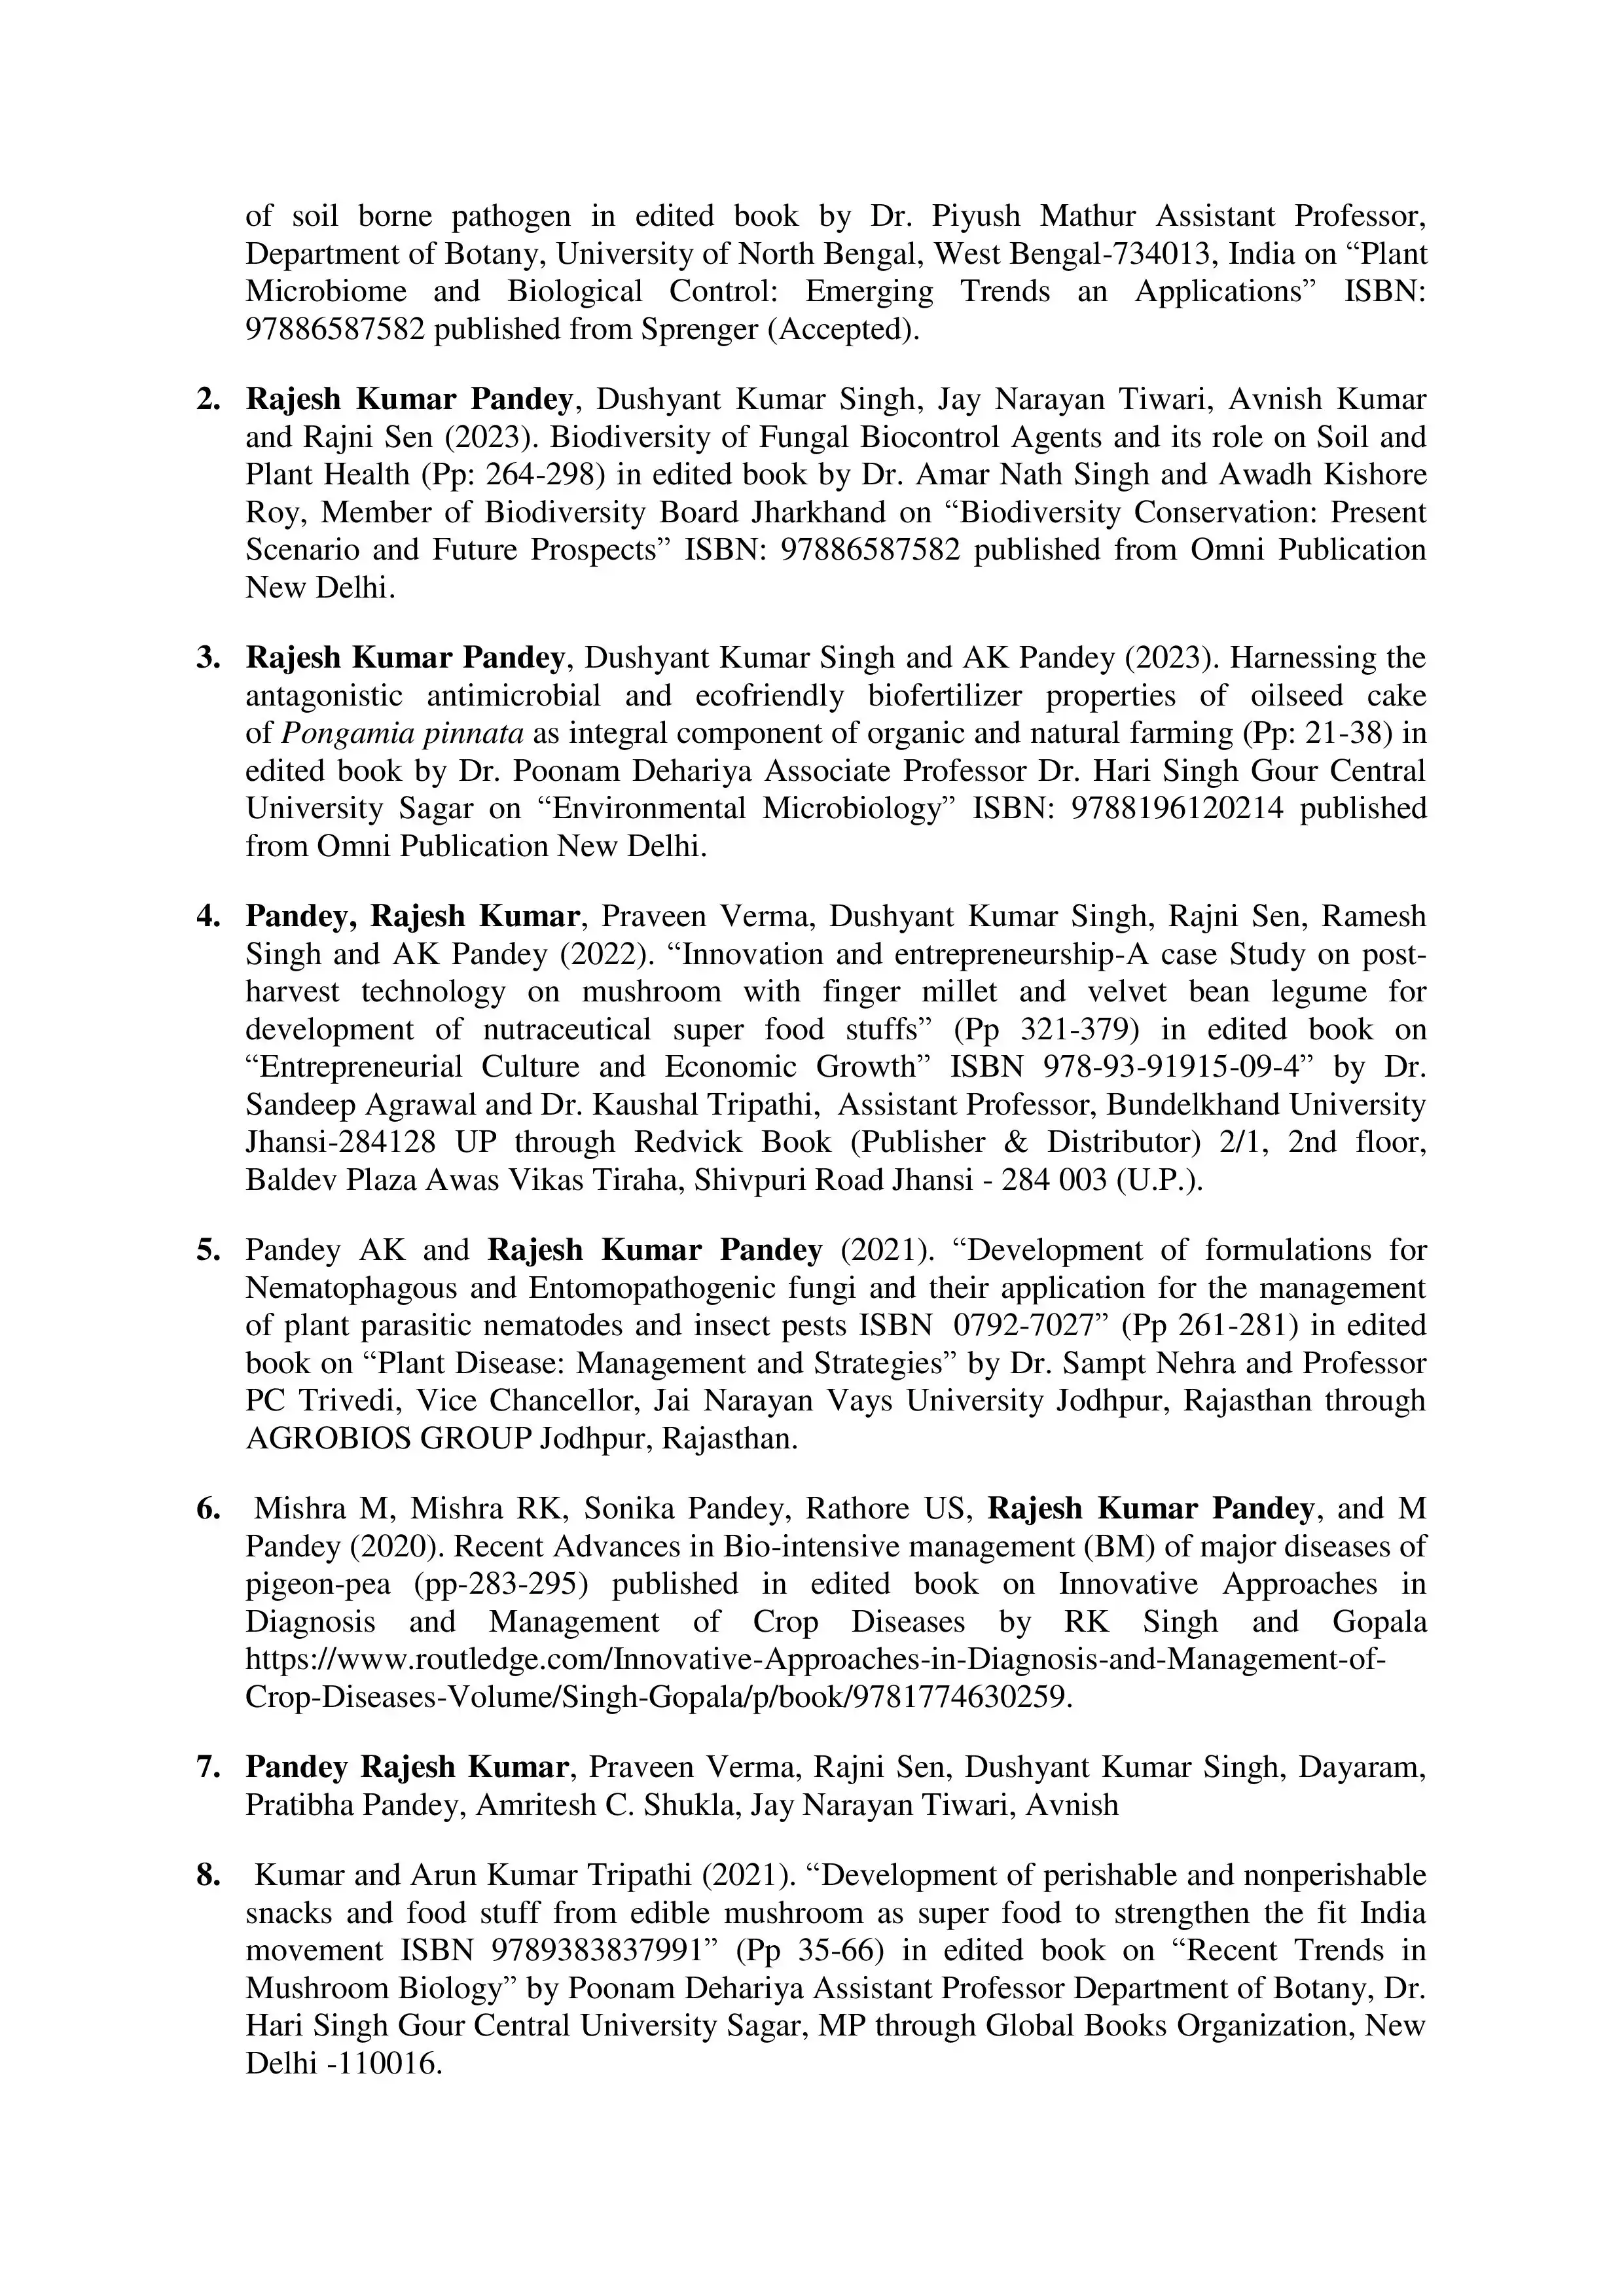 of soil borne pathogen in edited book by Dr. Piyush Mathur Assistant Professor,
Department of Botany, University of North Bengal, West Bengal-734013, India on “Plant
Microbiome and Biological Control: Emerging Trends an Applications” ISBN:
97886587582 published from Sprenger (Accepted).
2. Rajesh Kumar Pandey, Dushyant Kumar Singh, Jay Narayan Tiwari, Avnish Kumar
and Rajni Sen (2023). Biodiversity of Fungal Biocontrol Agents and its role on Soil and
Plant Health (Pp: 264-298) in edited book by Dr. Amar Nath Singh and Awadh Kishore
Roy, Member of Biodiversity Board Jharkhand on “Biodiversity Conservation: Present
Scenario and Future Prospects” ISBN: 97886587582 published from Omni Publication
New Delhi.
3. Rajesh Kumar Pandey, Dushyant Kumar Singh and AK Pandey (2023). Harnessing the
antagonistic antimicrobial and ecofriendly biofertilizer properties of oilseed cake
of Pongamia pinnata as integral component of organic and natural farming (Pp: 21-38) in
edited book by Dr. Poonam Dehariya Associate Professor Dr. Hari Singh Gour Central
University Sagar on “Environmental Microbiology” ISBN: 9788196120214 published
from Omni Publication New Delhi.
4. Pandey, Rajesh Kumar, Praveen Verma, Dushyant Kumar Singh, Rajni Sen, Ramesh
Singh and AK Pandey (2022). “Innovation and entrepreneurship-A case Study on post-
harvest technology on mushroom with finger millet and velvet bean legume for
development of nutraceutical super food stuffs” (Pp 321-379) in edited book on
“Entrepreneurial Culture and Economic Growth” ISBN 978-93-91915-09-4” by Dr.
Sandeep Agrawal and Dr. Kaushal Tripathi, Assistant Professor, Bundelkhand University
Jhansi-284128 UP through Redvick Book (Publisher & Distributor) 2/1, 2nd floor,
Baldev Plaza Awas Vikas Tiraha, Shivpuri Road Jhansi - 284 003 (U.P.).
5. Pandey AK and Rajesh Kumar Pandey (2021). “Development of formulations for
Nematophagous and Entomopathogenic fungi and their application for the management
of plant parasitic nematodes and insect pests ISBN 0792-7027” (Pp 261-281) in edited
book on “Plant Disease: Management and Strategies” by Dr. Sampt Nehra and Professor
PC Trivedi, Vice Chancellor, Jai Narayan Vays University Jodhpur, Rajasthan through
AGROBIOS GROUP Jodhpur, Rajasthan.
6. Mishra M, Mishra RK, Sonika Pandey, Rathore US, Rajesh Kumar Pandey, and M
Pandey (2020). Recent Advances in Bio-intensive management (BM) of major diseases of
pigeon-pea (pp-283-295) published in edited book on Innovative Approaches in
Diagnosis and Management of Crop Diseases by RK Singh and Gopala
https://www.routledge.com/Innovative-Approaches-in-Diagnosis-and-Management-of-
Crop-Diseases-Volume/Singh-Gopala/p/book/9781774630259.
7. Pandey Rajesh Kumar, Praveen Verma, Rajni Sen, Dushyant Kumar Singh, Dayaram,
Pratibha Pandey, Amritesh C. Shukla, Jay Narayan Tiwari, Avnish
8. Kumar and Arun Kumar Tripathi (2021). “Development of perishable and nonperishable
snacks and food stuff from edible mushroom as super food to strengthen the fit India
movement ISBN 9789383837991” (Pp 35-66) in edited book on “Recent Trends in
Mushroom Biology” by Poonam Dehariya Assistant Professor Department of Botany, Dr.
Hari Singh Gour Central University Sagar, MP through Global Books Organization, New
Delhi -110016.